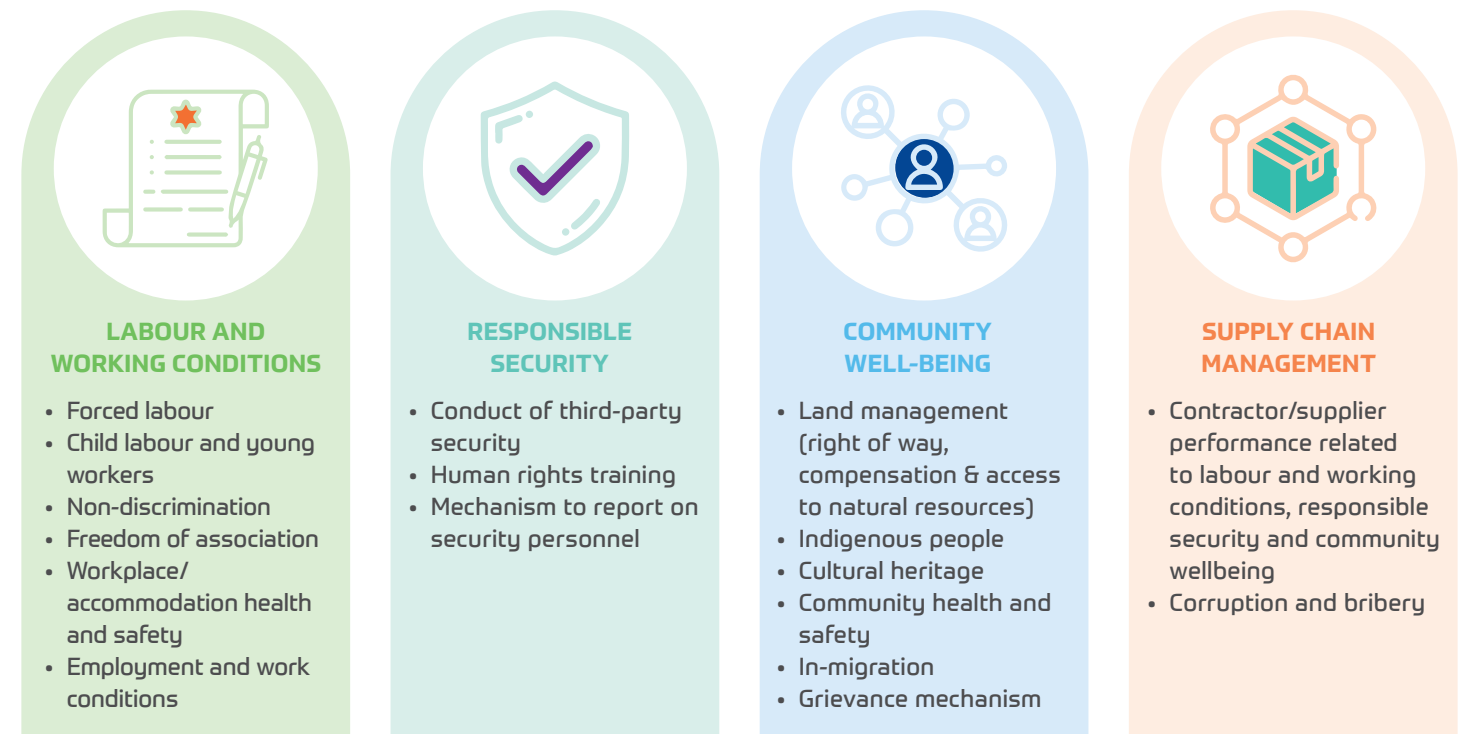 LABOUR AND
WORKING CONDITIONS
• Forced labour
• Child labour and young
workers
• Non-discrimination
• Freedom of association
• Workplace/
accommodation health
and safety
• Employment and work
conditions
RESPONSIBLE
SECURITY
• Conduct of third-party
security
• Human rights training
• Mechanism to report on
security personnel
COMMUNITY
WELL-BEING
• Land management
(right of way,
compensation & access
to natural resources)
• Indigenous people
• Cultural heritage
• Community health and
safety
• In-migration
• Grievance mechanism
SUPPLY CHAIN
MANAGEMENT
• Contractor/supplier
performance related
to labour and working
conditions, responsible
security and community
wellbeing
• Corruption and bribery